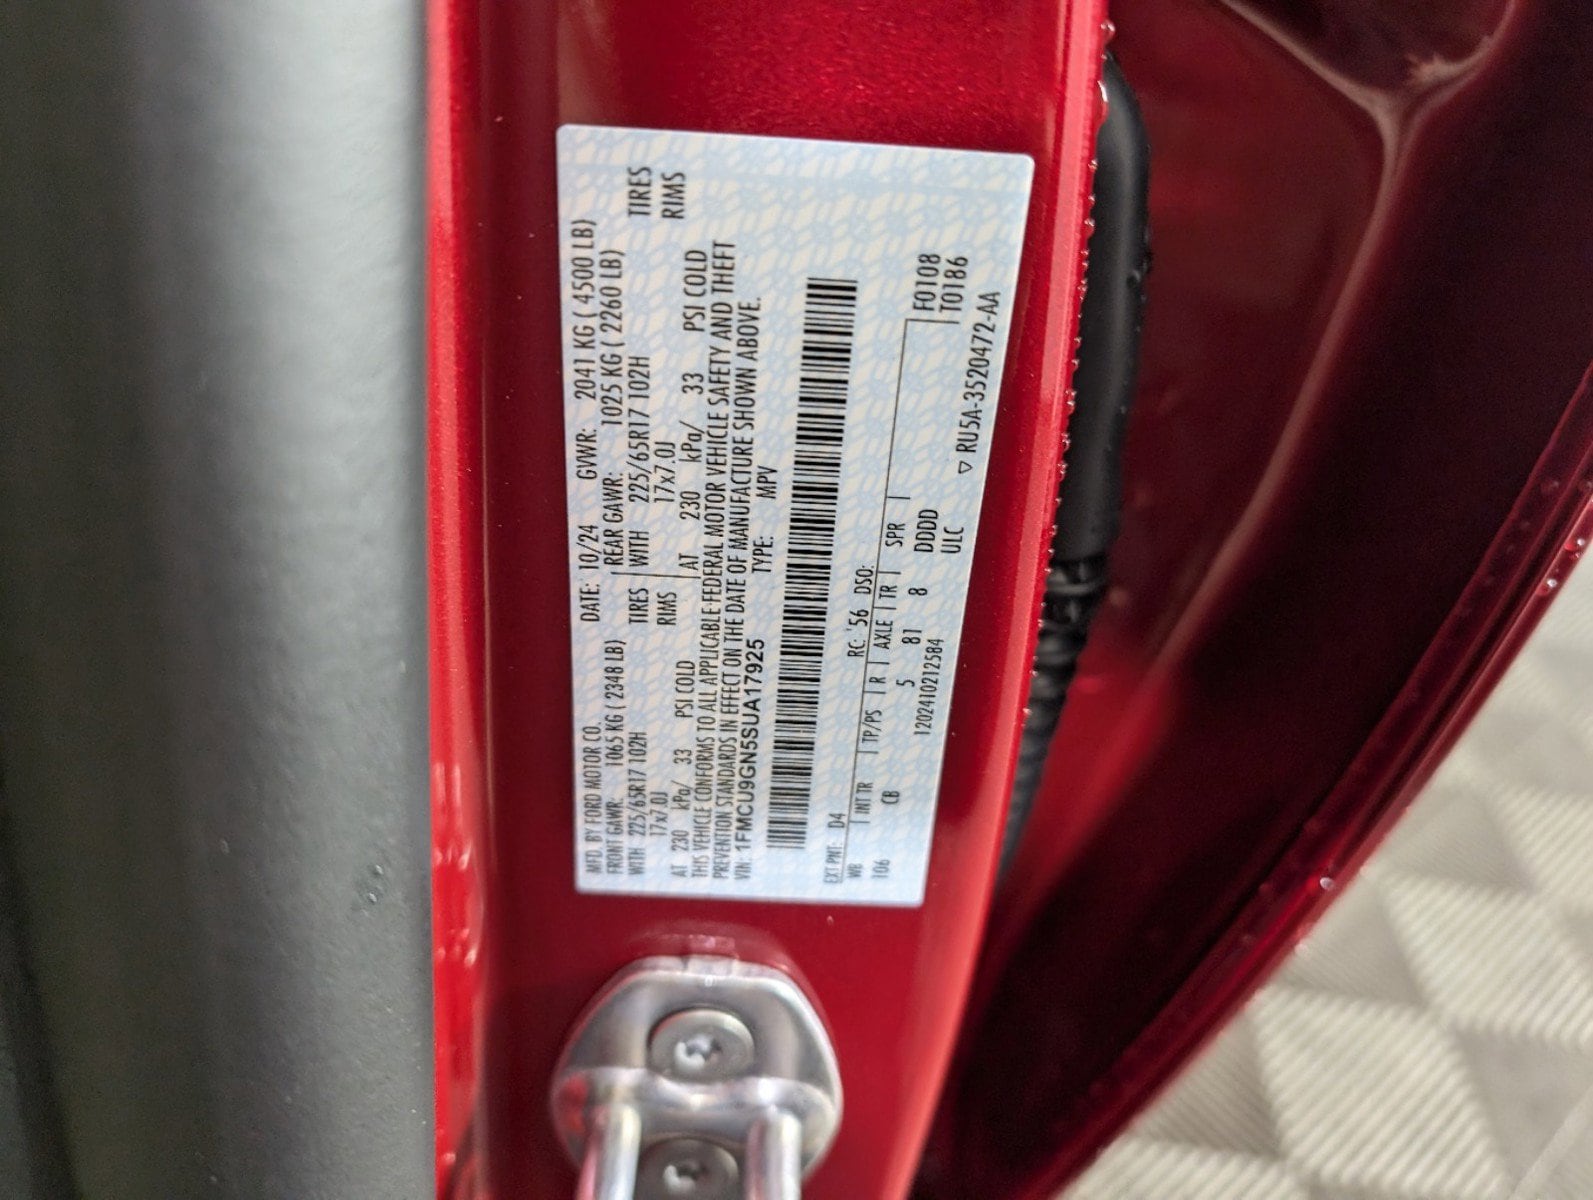 MFD. BY FORD MOTOR CO.
DATE: 10/24 GVWR: 2041 KG ( 4500 LB)
FRONT GAWR: 1065 KG ( 2348 LB) REAR GAWR: 1025 KG ( 2260 LB)
WITH 225/65R17 102H TIRES WITH 225/65R17 102H TIRES
17x7.0J RIMS 17x7.0J RIMS
AT 230 kPa/ 33 PSI COLD AT 230 kPa/ 33 PSI COLD
THIS VEHICLE CONFORMS TO ALL APPLICABLE FEDERAL MOTOR VEHICLE SAFETY AND THEFT
PREVENTION STANDARDS IN EFFECT ON THE DATE OF MANUFACTURE SHOWN ABOVE.
VIN: 1FMCU9GN5SUA17925 TYPE: MPV
EXT PNT: D4 RC: 56 DSO:
WB INT TR TP/PS R AXLE TR SPR F0108
106 CB 5 81 8 DDDD T0186
1202410212584 ULC
▽ RU5A-3520472-AA